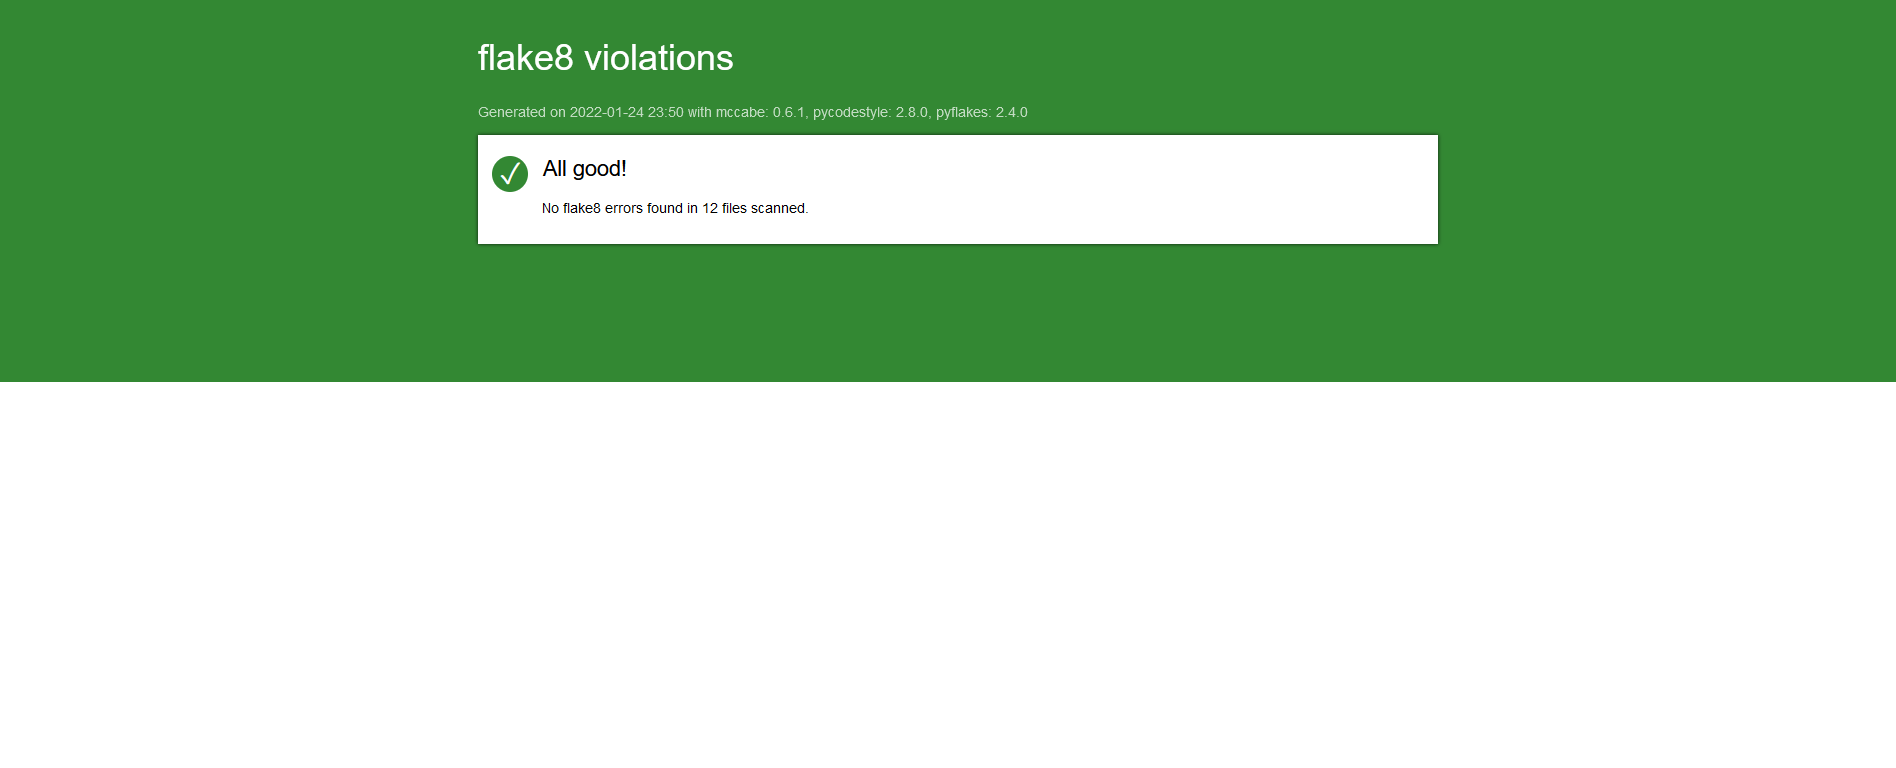 flake8 violations
Generated on 2022-01-24 23:50 with mccabe: 0.6.1, pycodestyle: 2.8.0, pyflakes: 2.4.0
All good!
No flake8 errors found in 12 files scanned.